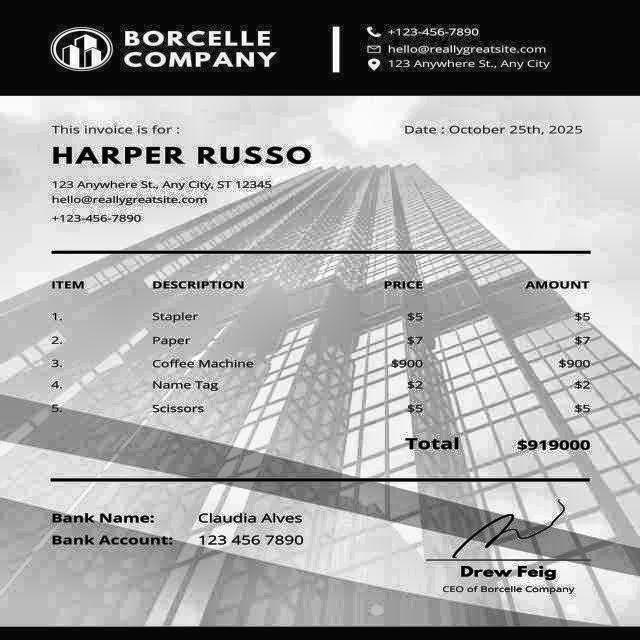 BORCELLE
COMPANY
+123-456-7890
hello@reallygreatsite.com
123 Anywhere St., Any City
This invoice is for :
Date : October 25th, 2025
HARPER RUSSO
123 Anywhere St., Any City, ST 12345
hello@reallygreatsite.com
+123-456-7890
ITEM DESCRIPTION PRICE AMOUNT
1. Stapler $5 $5
2. Paper $7 $7
3. Coffee Machine $900 $900
4. Name Tag $2 $2
5. Scissors $5 $5
Total $919000
Bank Name: Claudia Alves
Bank Account: 123 456 7890
Drew Feig
CEO of Borcelle Company